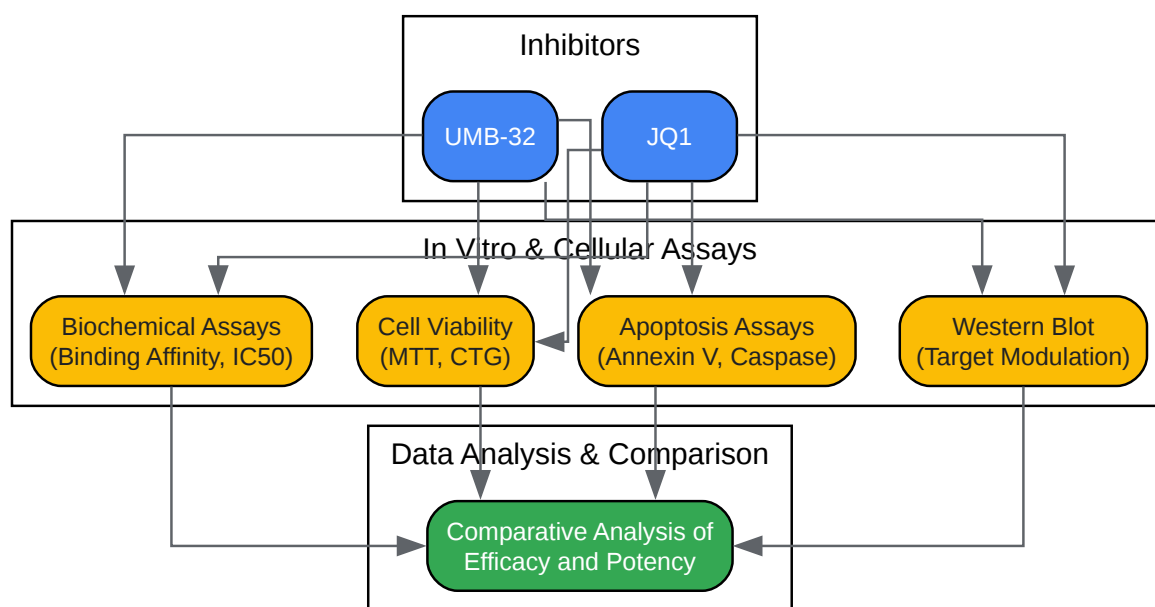 Inhibitors
UMB-32
JQ1
In Vitro & Cellular Assays
Biochemical Assays
(Binding Affinity, IC50)
Cell Viability
(MTT, CTG)
Apoptosis Assays
(Annexin V, Caspase)
Western Blot
(Target Modulation)
Data Analysis & Comparison
Comparative Analysis of
Efficacy and Potency